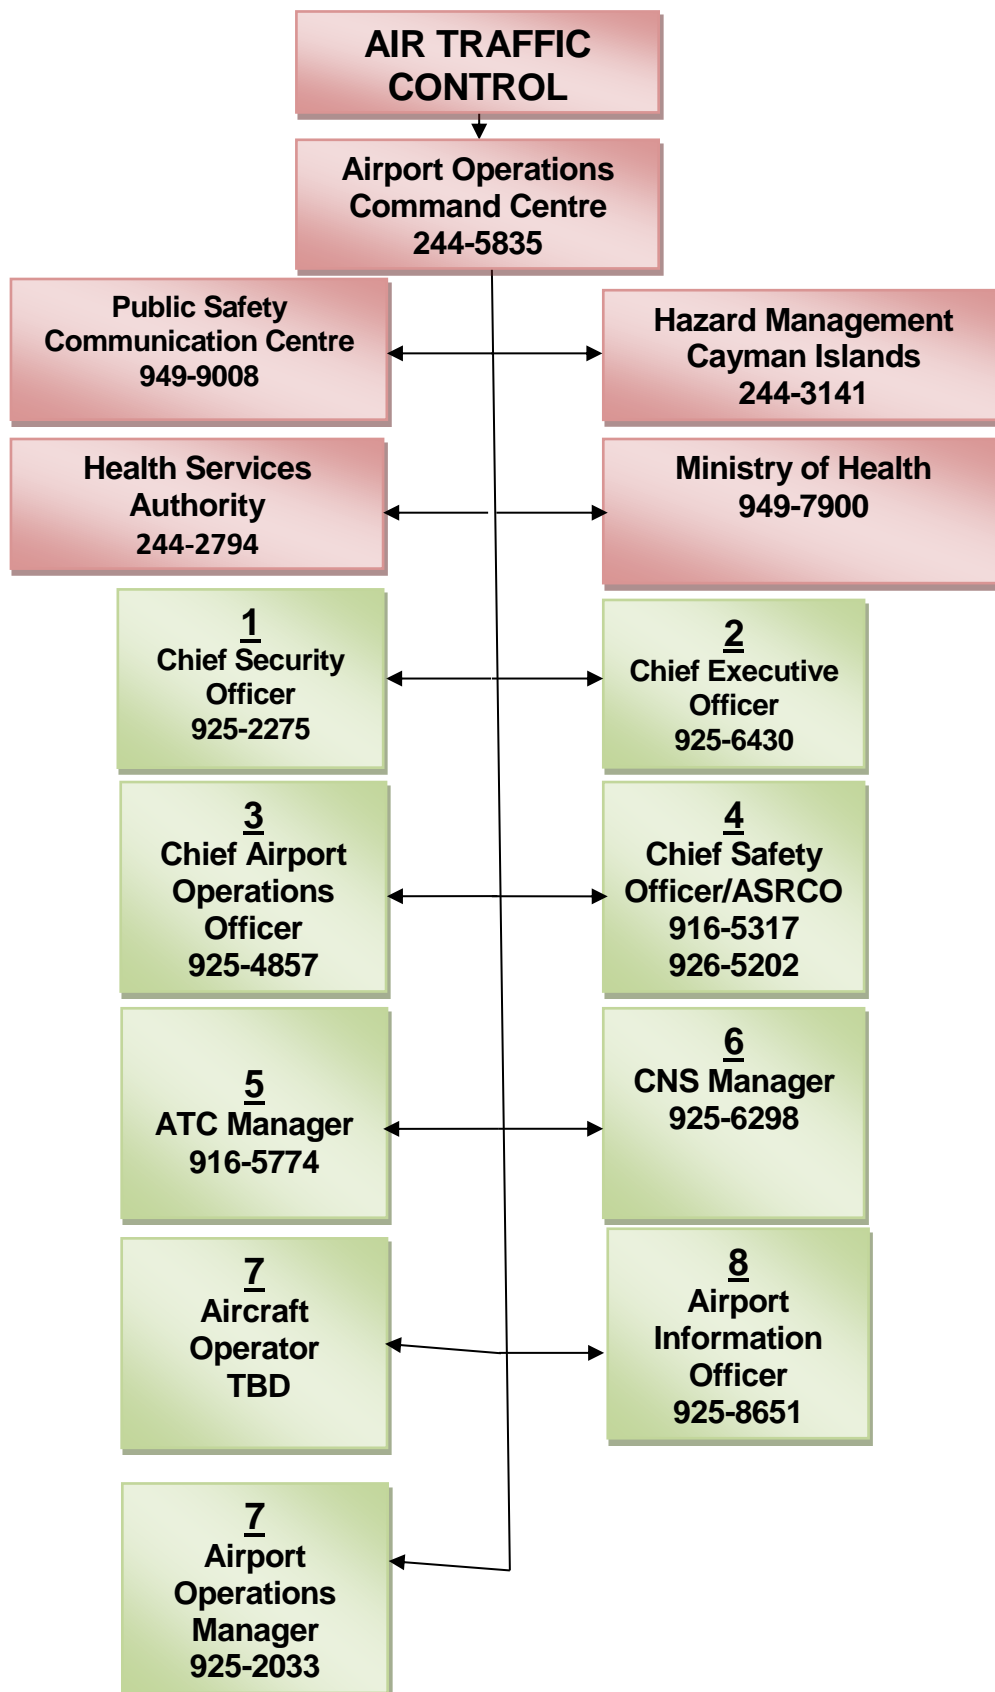 AIR TRAFFIC
CONTROL
Airport Operations
Command Centre
244-5835
Public Safety
Communication Centre
949-9008
Hazard Management
Cayman Islands
244-3141
Health Services
Authority
244-2794
Ministry of Health
949-7900
1
Chief Security
Officer
925-2275
2
Chief Executive
Officer
925-6430
3
Chief Airport
Operations
Officer
925-4857
4
Chief Safety
Officer/ASRCO
916-5317
926-5202
5
ATC Manager
916-5774
6
CNS Manager
925-6298
7
Aircraft
Operator
TBD
8
Airport
Information
Officer
925-8651
7
Airport
Operations
Manager
925-2033